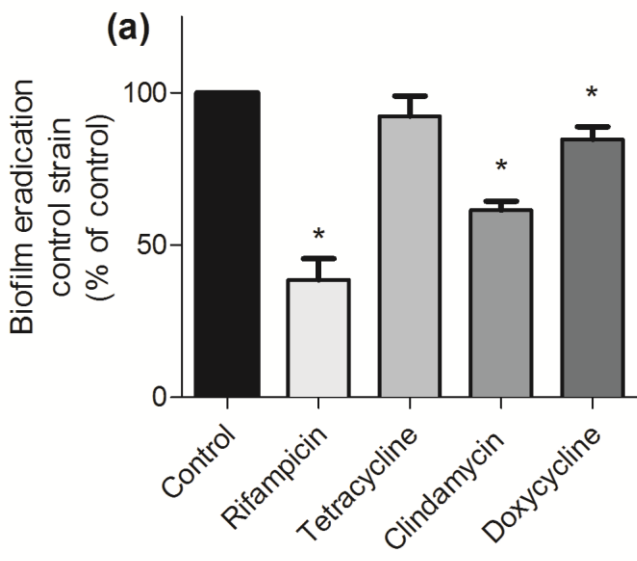 (a)
Biofilm eradication
control strain
(% of control)
100
50
0
*
*
*
Control
Rifampicin
Tetracycline
Clindamycin
Doxycycline